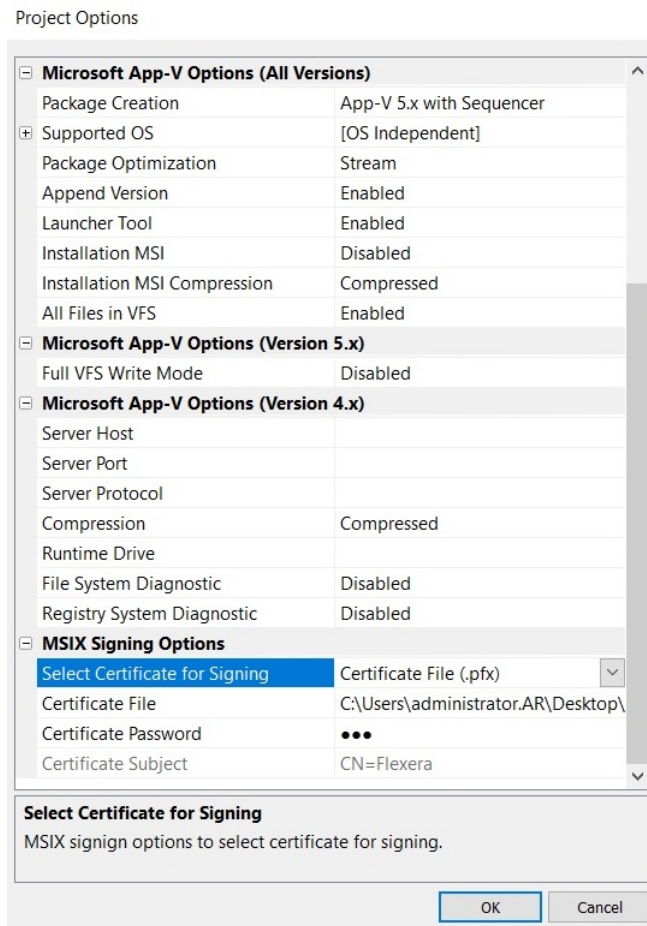 Project Options
Microsoft App-V Options (All Versions)
Package Creation App-V 5.x with Sequencer
Supported OS [OS Independent]
Package Optimization Stream
Append Version Enabled
Launcher Tool Enabled
Installation MSI Disabled
Installation MSI Compression Compressed
All Files in VFS Enabled
Microsoft App-V Options (Version 5.x)
Full VFS Write Mode Disabled
Microsoft App-V Options (Version 4.x)
Server Host
Server Port
Server Protocol
Compression Compressed
Runtime Drive
File System Diagnostic Disabled
Registry System Diagnostic Disabled
MSIX Signing Options
Select Certificate for Signing Certificate File (.pfx)
Certificate File C:\Users\administrator.AR\Desktop\
Certificate Password ●●●
Certificate Subject CN=Flexera
Select Certificate for Signing
MSIX signign options to select certificate for signing.
OK Cancel